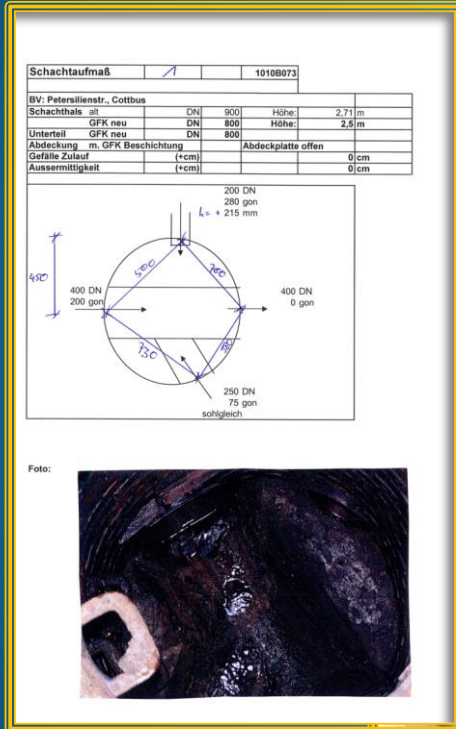 Schachtaufmaß 1 1010B073
BV: Petersilienstr., Cottbus
Schachthals alt DN 900 Höhe: 2,71 m
GFK neu DN 800 Höhe: 2,5 m
Unterteil GFK neu DN 800
Abdeckung m. GFK Beschichtung Abdeckplatte offen
Gefälle Zulauf (+cm) 0 cm
Aussermittigkeit (+cm) 0 cm
200 DN
280 gon
h= + 215 mm
450
500
700
400 DN
200 gon
400 DN
0 gon
730
250 DN
75 gon
sohlgleich
Foto: